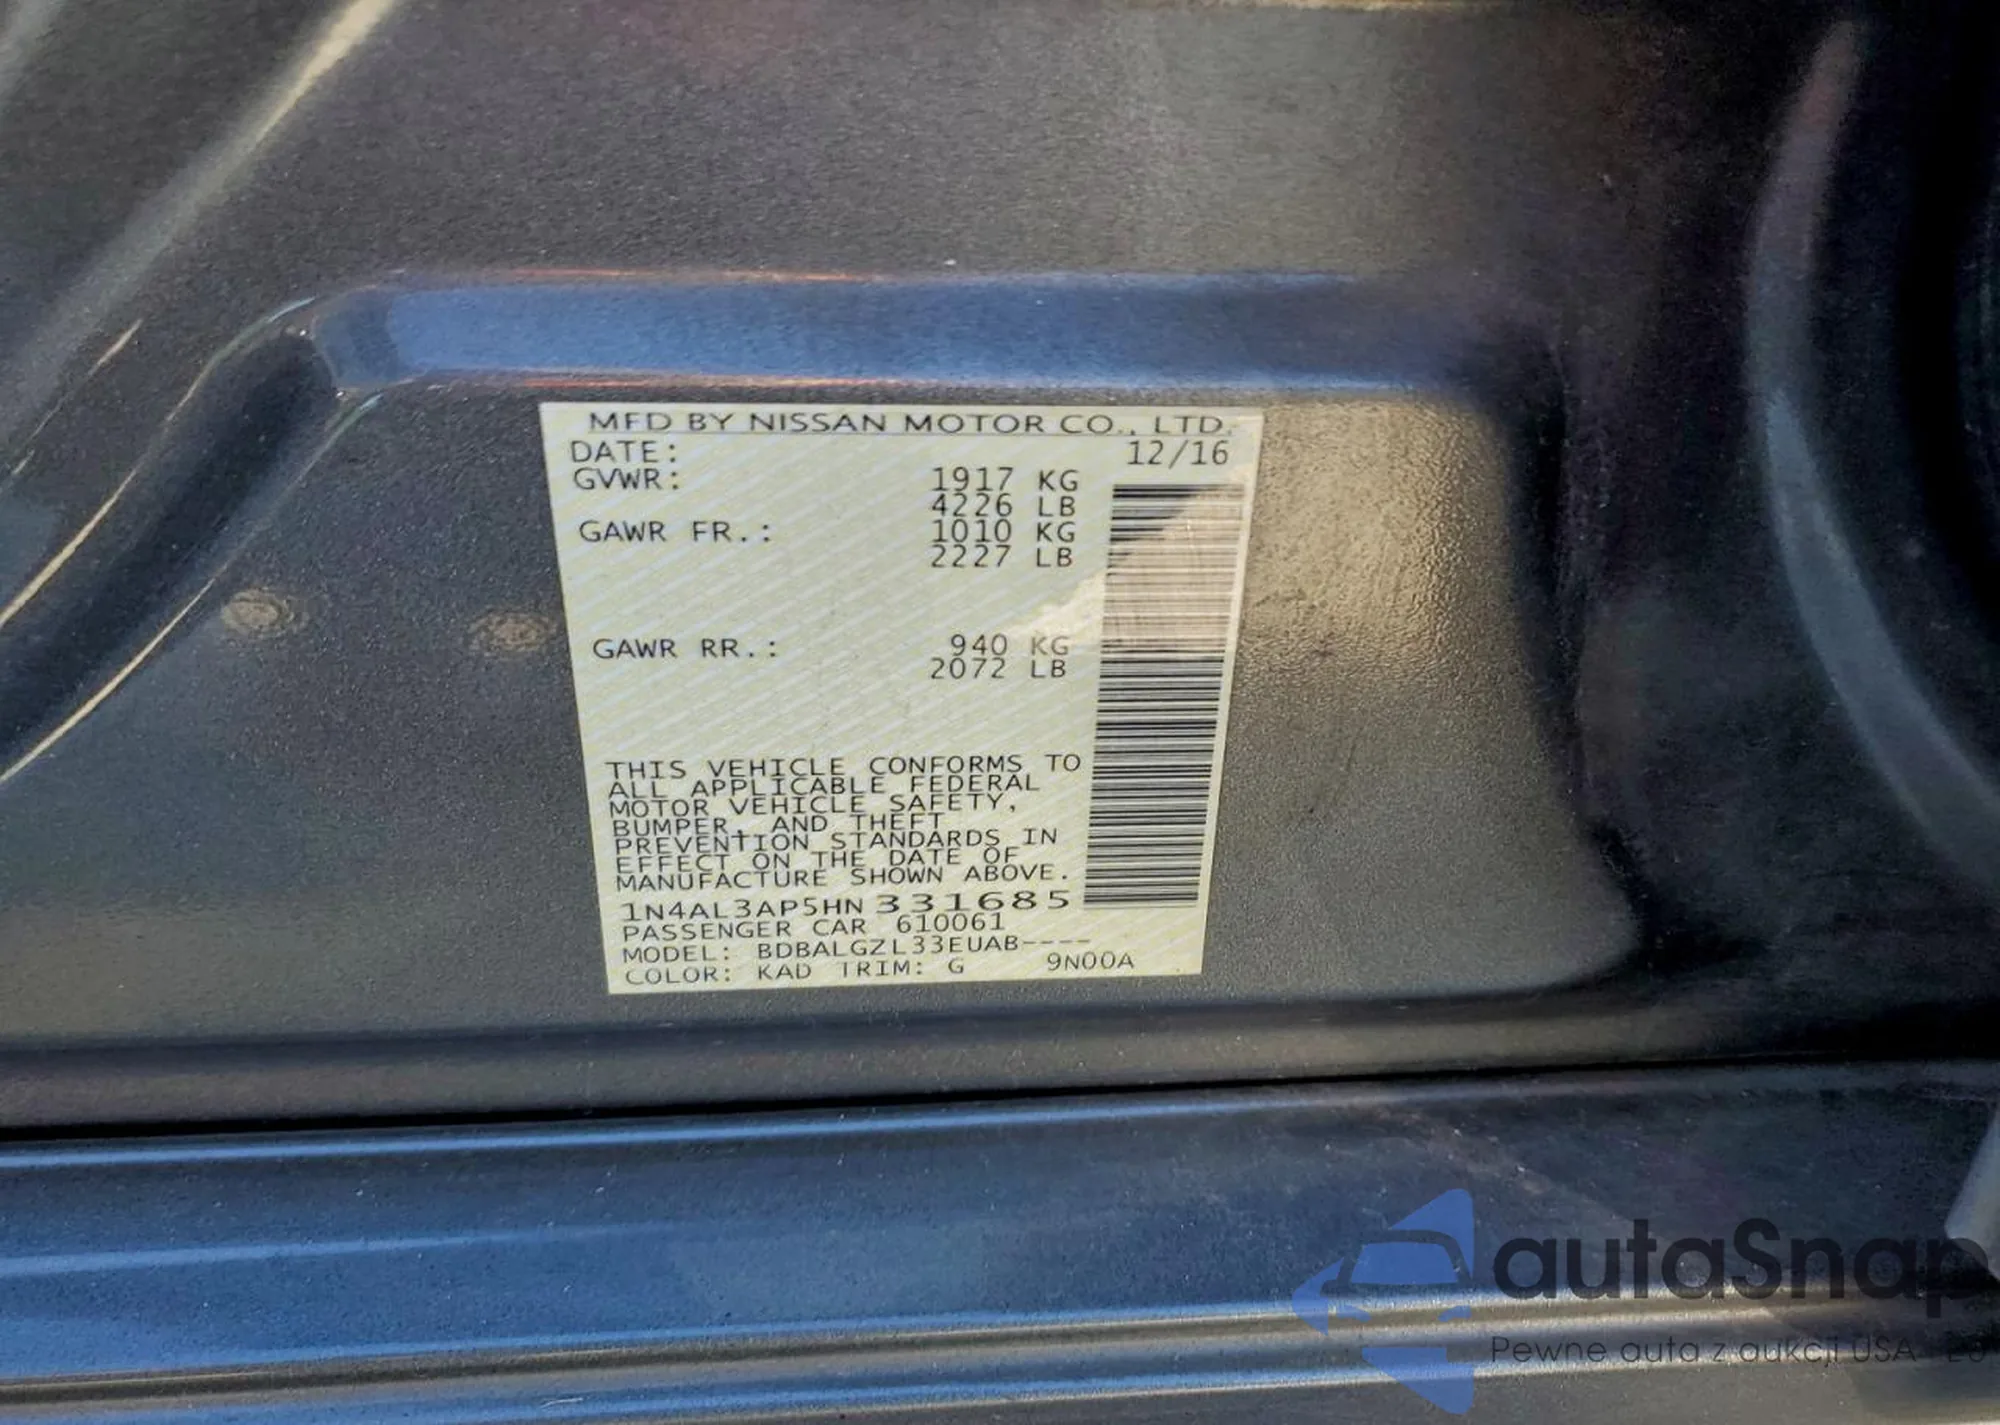 MFD BY NISSAN MOTOR CO., LTD.
DATE: 12/16
GVWR: 1917 KG
4226 LB
GAWR FR.: 1010 KG
2227 LB
GAWR RR.: 940 KG
2072 LB
THIS VEHICLE CONFORMS TO
ALL APPLICABLE FEDERAL
MOTOR VEHICLE SAFETY,
BUMPER, AND THEFT
PREVENTION STANDARDS IN
EFFECT ON THE DATE OF
MANUFACTURE SHOWN ABOVE.
1N4AL3AP5HN 331685
PASSENGER CAR 610061
MODEL: BDBALGZL33EUAB----
COLOR: KAD TRIM: G 9N00A
autaSnap
Pewne auta z aukcji USA